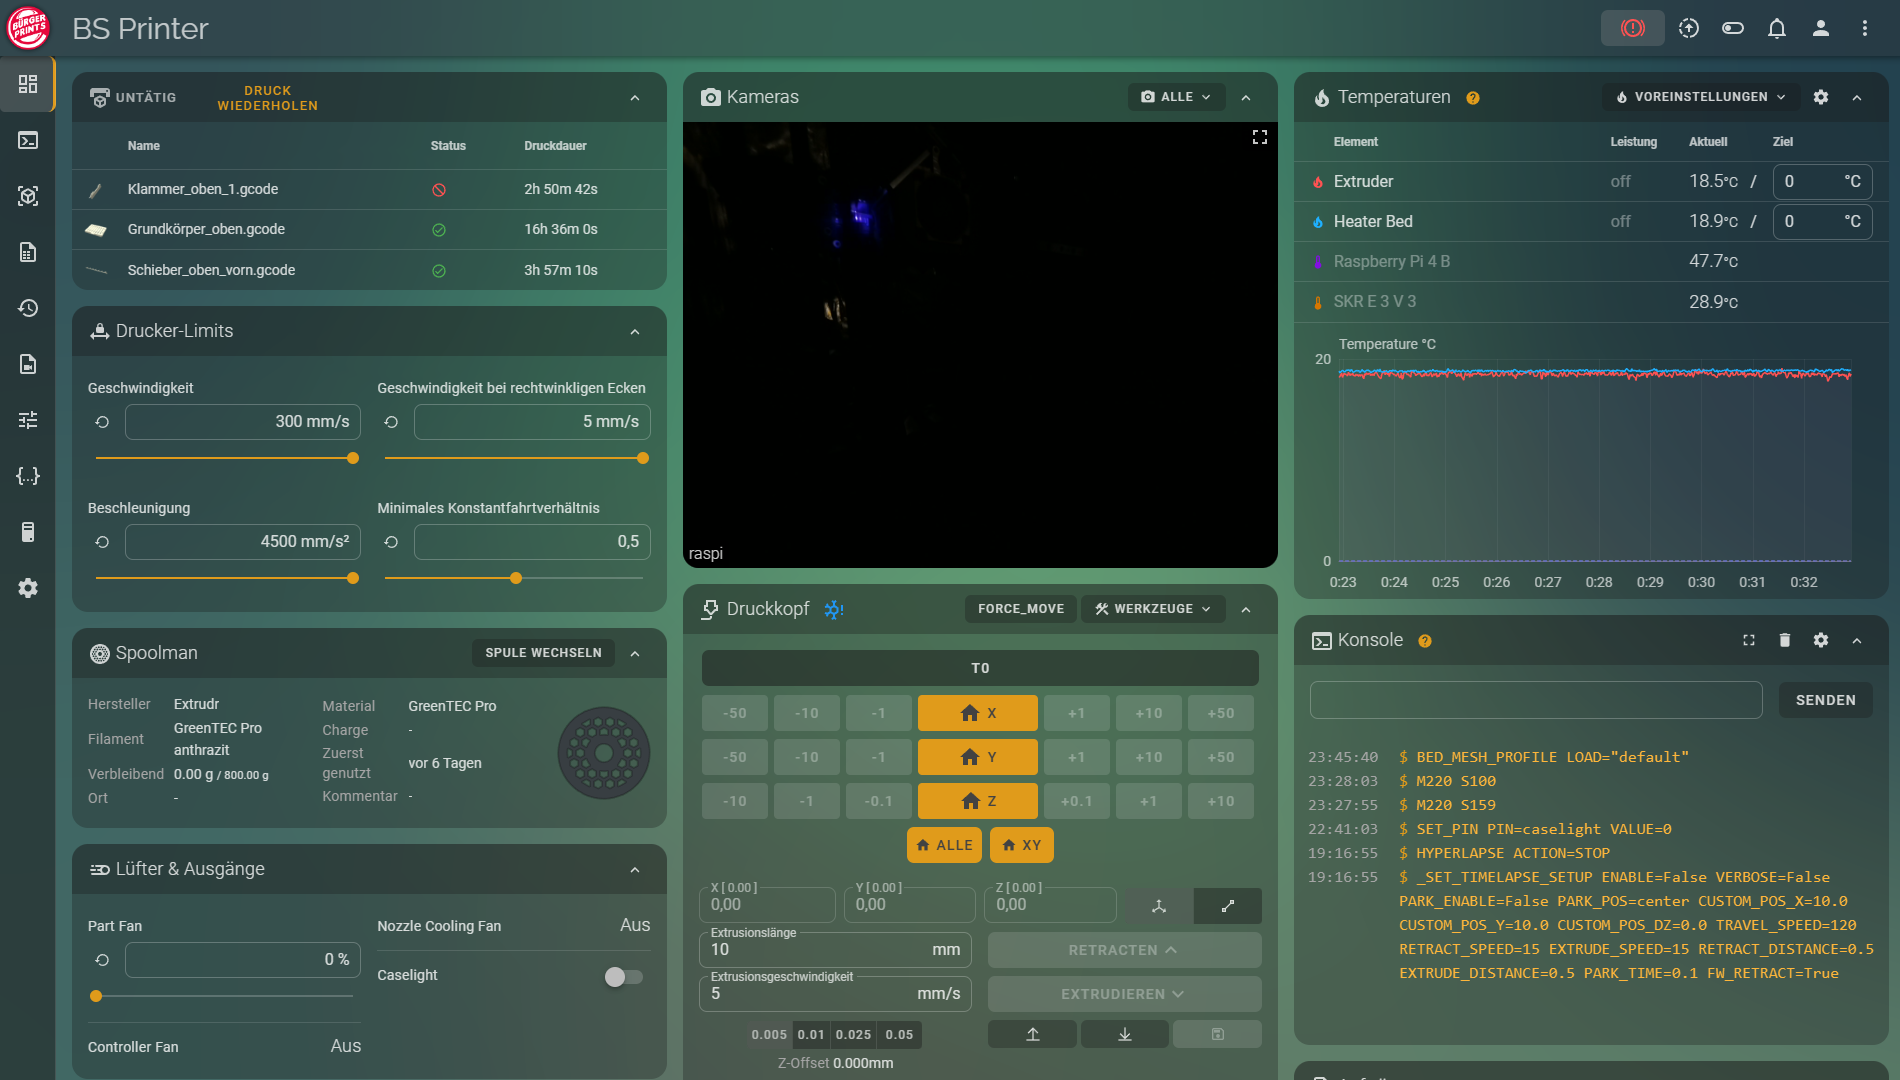 BÜRGER
PRINTS
BS Printer
UNTÄTIG
DRUCK
WIEDERHOLEN
Name Status Druckdauer
Klammer_oben_1.gcode 2h 50m 42s
Grundkörper_oben.gcode 16h 36m 0s
Schieber_oben_vorn.gcode 3h 57m 10s
Drucker-Limits
Geschwindigkeit
300 mm/s
Geschwindigkeit bei rechtwinkligen Ecken
5 mm/s
Beschleunigung
4500 mm/s²
Minimales Konstantfahrtverhältnis
0,5
Spoolman
SPULE WECHSELN
Hersteller Extrudr
Filament GreenTEC Pro
anthrazit
Verbleibend 0.00 g / 800.00 g
Ort -
Material GreenTEC Pro
Charge -
Zuerst
genutzt vor 6 Tagen
Kommentar -
Lüfter & Ausgänge
Part Fan
0 %
Controller Fan Aus
Nozzle Cooling Fan Aus
Caselight
Kameras
ALLE
raspi
Druckkopf
FORCE_MOVE
WERKZEUGE
T0
-50 -10 -1 X +1 +10 +50
-50 -10 -1 Y +1 +10 +50
-10 -1 -0.1 Z +0.1 +1 +10
ALLE XY
X [ 0.00 ] Y [ 0.00 ] Z [ 0.00 ]
0,00 0,00 0,00
Extrusionslänge
10 mm
RETRACTEN
Extrusionsgeschwindigkeit
5 mm/s
EXTRUDIEREN
0.005 0.01 0.025 0.05
Z-Offset 0.000mm
Temperaturen
VOREINSTELLUNGEN
Element Leistung Aktuell Ziel
Extruder off 18.5°C / 0 °C
Heater Bed off 18.9°C / 0 °C
Raspberry Pi 4 B 47.7°C
SKR E 3 V 3 28.9°C
Temperature °C
20
0
0:23 0:24 0:25 0:26 0:27 0:28 0:29 0:30 0:31 0:32
Konsole
SENDEN
23:45:40 $ BED_MESH_PROFILE LOAD="default"
23:28:03 $ M220 S100
23:27:55 $ M220 S159
22:41:03 $ SET_PIN PIN=caselight VALUE=0
19:16:55 $ HYPERLAPSE ACTION=STOP
19:16:55 $ _SET_TIMELAPSE_SETUP ENABLE=False VERBOSE=False
PARK_ENABLE=False PARK_POS=center CUSTOM_POS_X=10.0
CUSTOM_POS_Y=10.0 CUSTOM_POS_DZ=0.0 TRAVEL_SPEED=120
RETRACT_SPEED=15 EXTRUDE_SPEED=15 RETRACT_DISTANCE=0.5
EXTRUDE_DISTANCE=0.5 PARK_TIME=0.1 FW_RETRACT=True